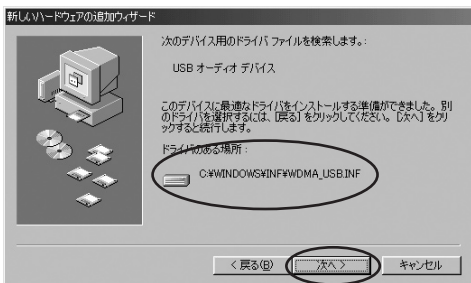 新しいハードウェアの追加ウィザード
次のデバイス用のドライバ ファイルを検索します。:
USB オーディオ デバイス
このデバイスに最適なドライバをインストールする準備ができました。別
のドライバを選択するには、[戻る] をクリックしてください。[次へ] をクリ
ックすると続行します。
ドライバのある場所:
C:¥WINDOWS¥INF¥WDMA_USB.INF
< 戻る(B)
次へ >
キャンセル